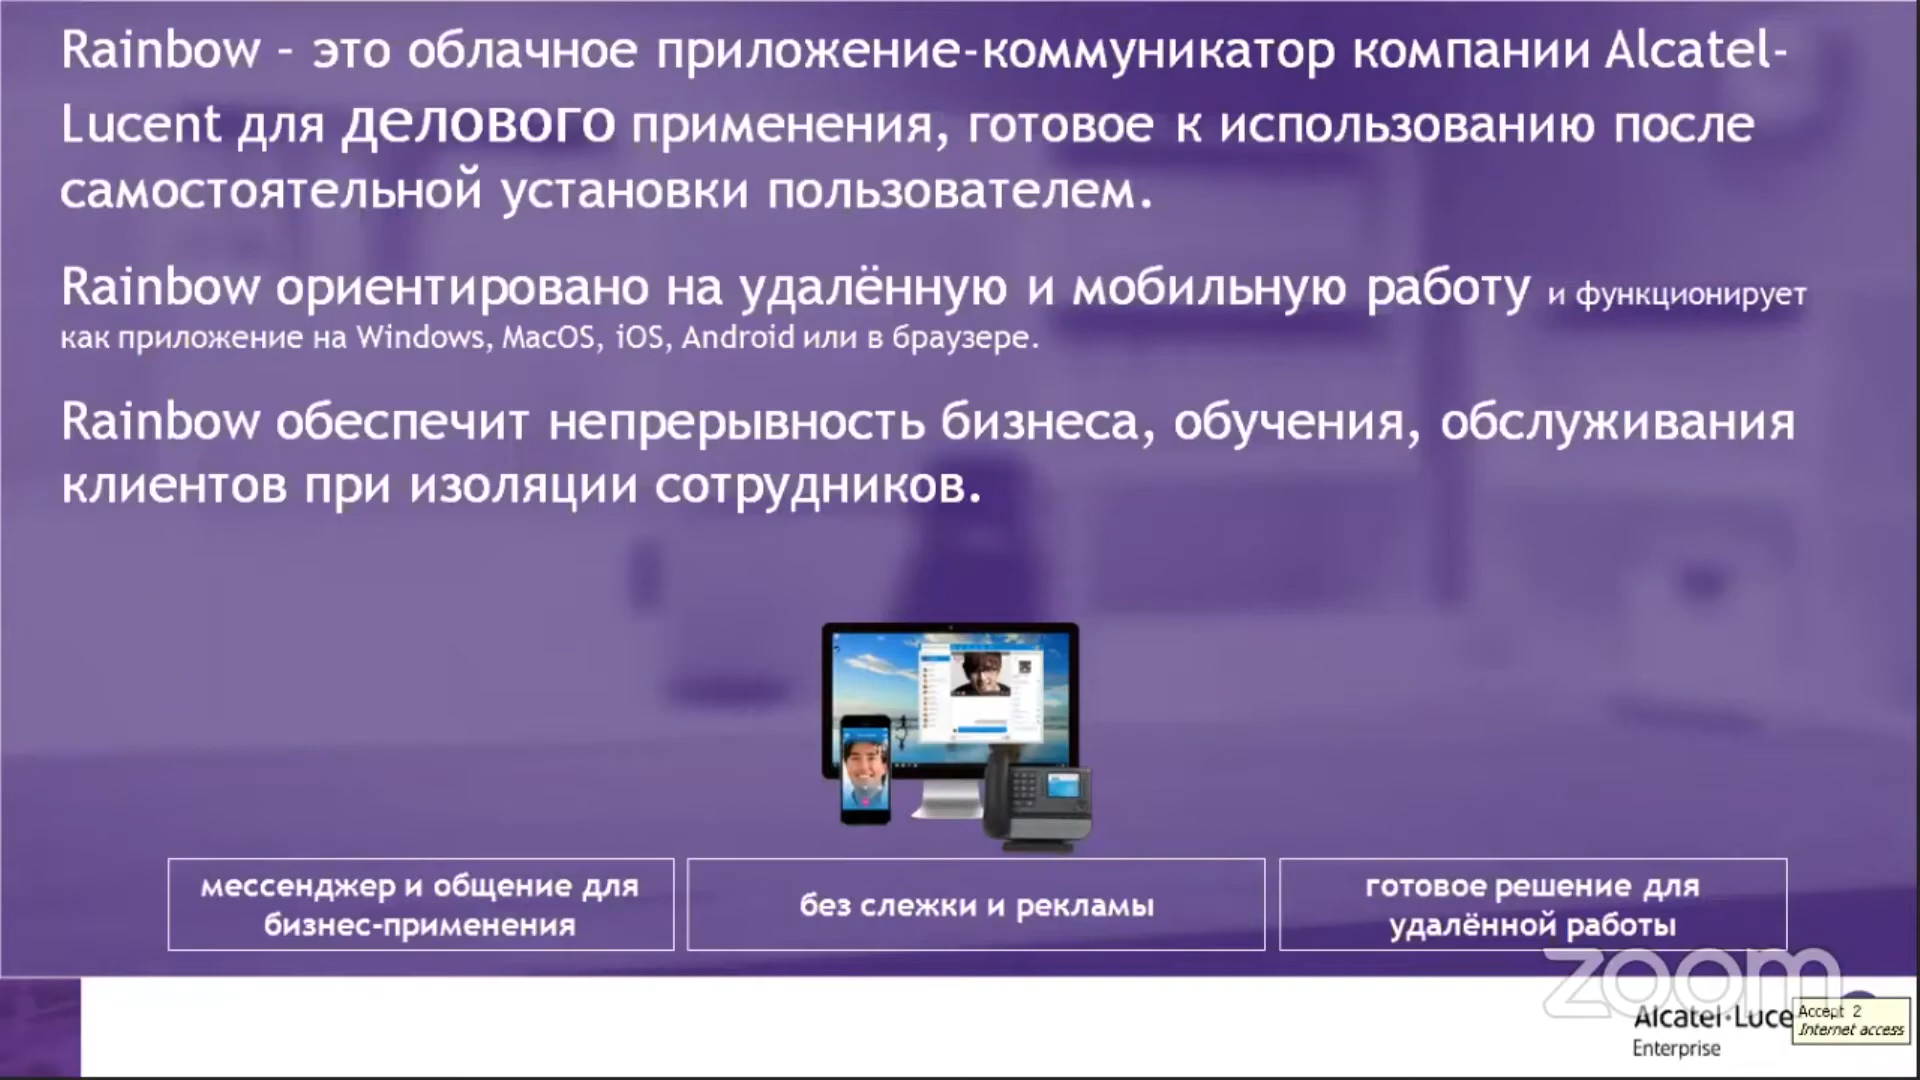 Rainbow – это облачное приложение-коммуникатор компании Alcatel-
Lucent для делового применения, готовое к использованию после
самостоятельной установки пользователем.
Rainbow ориентировано на удалённую и мобильную работу и функционирует
как приложение на Windows, MacOS, iOS, Android или в браузере.
Rainbow обеспечит непрерывность бизнеса, обучения, обслуживания
клиентов при изоляции сотрудников.
мессенджер и общение для
бизнес-применения
без слежки и рекламы
готовое решение для
удалённой работы
zoom
Alcatel·Luce
Enterprise
Accept 2
Internet access